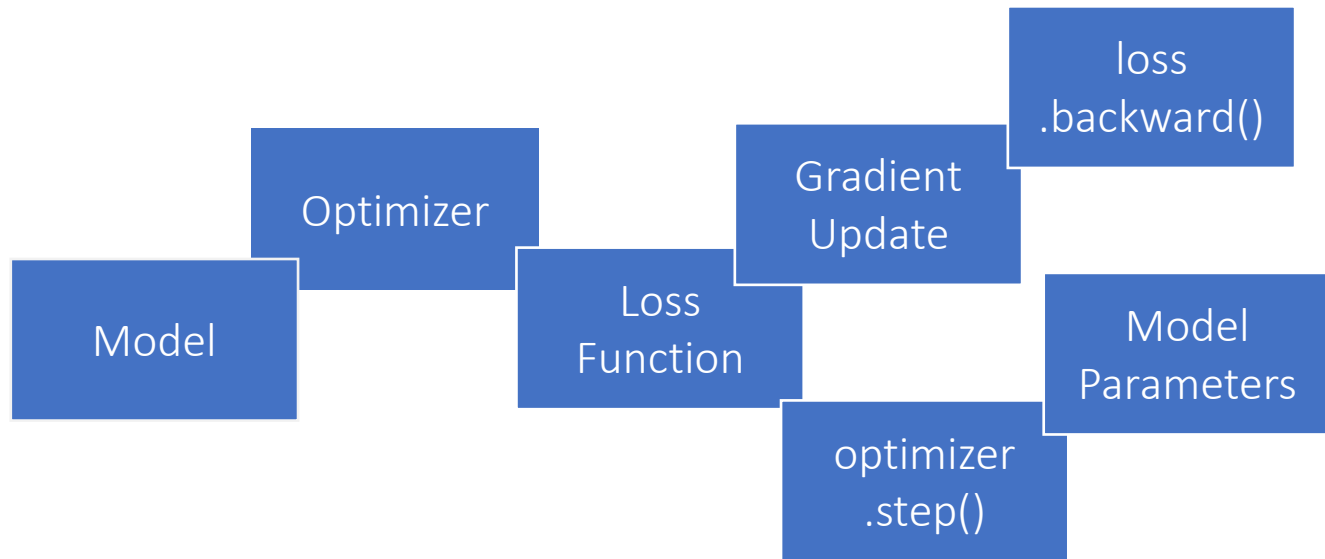 Model
Optimizer
Loss
Function
Gradient
Update
loss
.backward()
optimizer
.step()
Model
Parameters